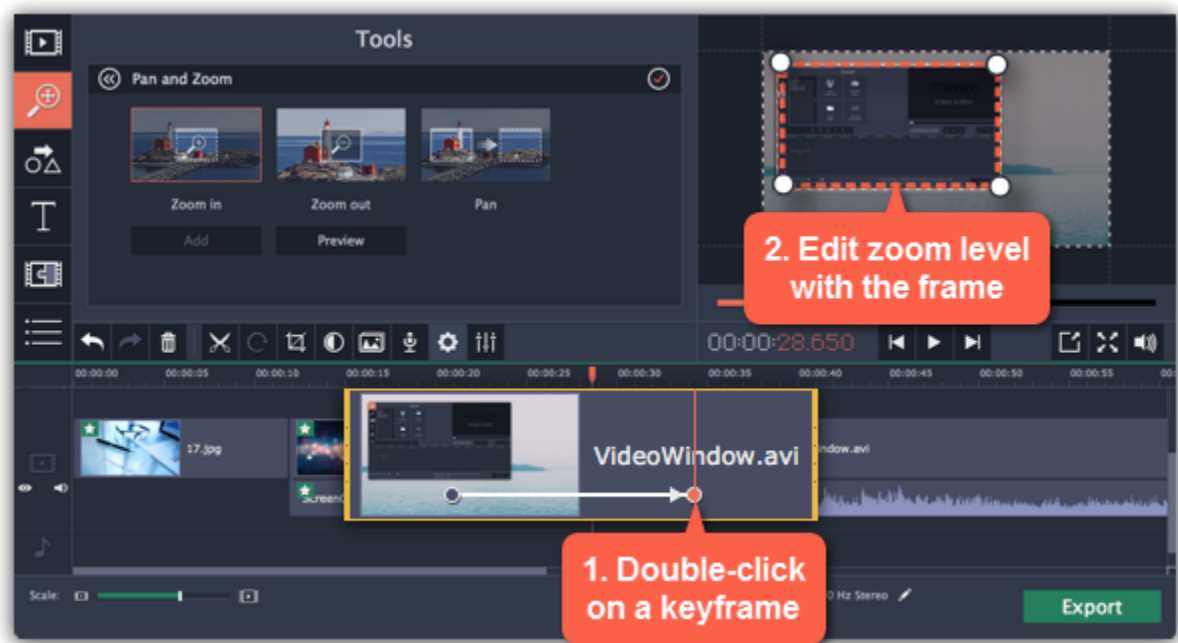 Tools
Pan and Zoom
Zoom in
Zoom out
Pan
Add
Preview
2. Edit zoom level
with the frame
00:00:28.650
00:00:00 00:00:05 00:00:10 00:00:15 00:00:20 00:00:25 00:00:30 00:00:35 00:00:40 00:00:45 00:00:50 00:00:55 00:
17.jpg
VideoWindow.avi
ndow.avi
1. Double-click
on a keyframe
Scale:
0 Hz Stereo
Export